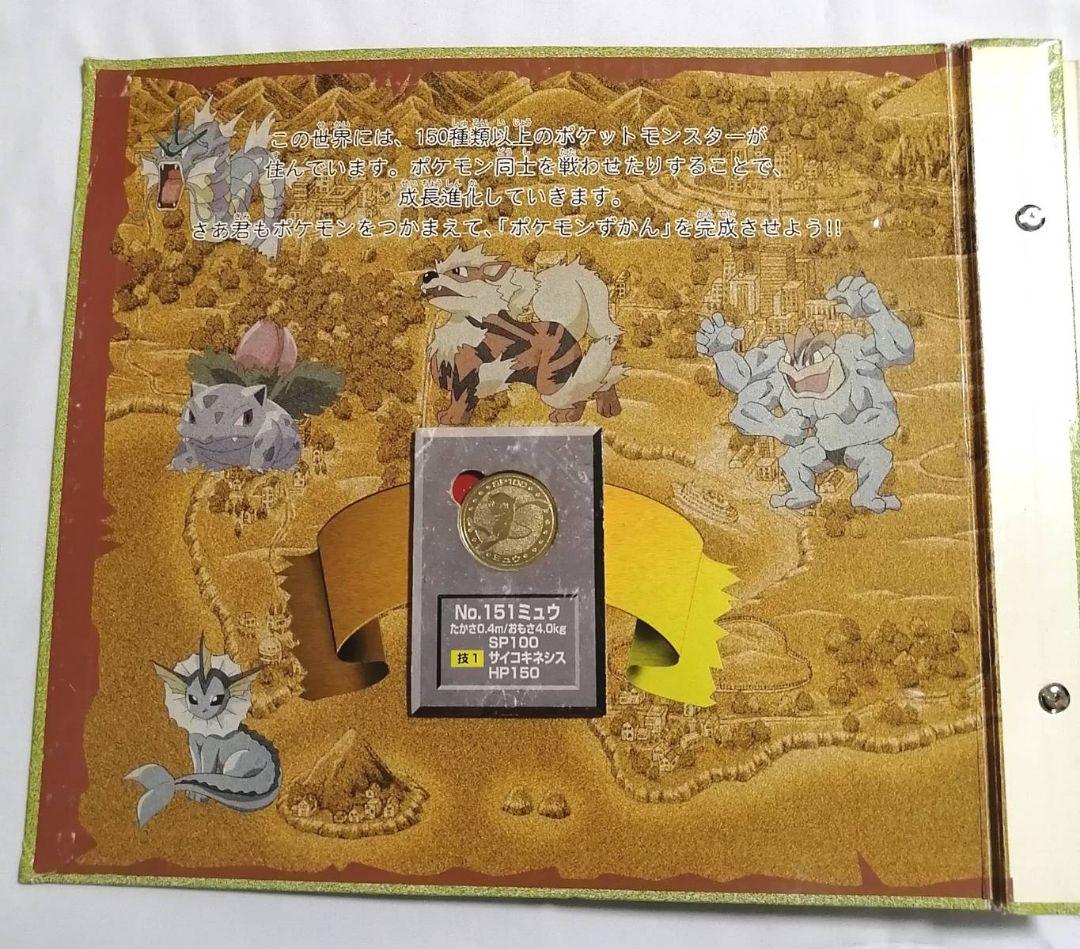 この世界には、150種類以上のポケットモンスターが
住んでいます。ポケモン同士を戦わせたりすることで、
成長進化していきます。
さあ君もポケモンをつかまえて、「ポケモンずかん」を完成させよう!!
SP100
ミュウ
No.151ミュウ
たかさ0.4m/おもさ4.0kg
SP100
技1 サイコキネシス
HP150